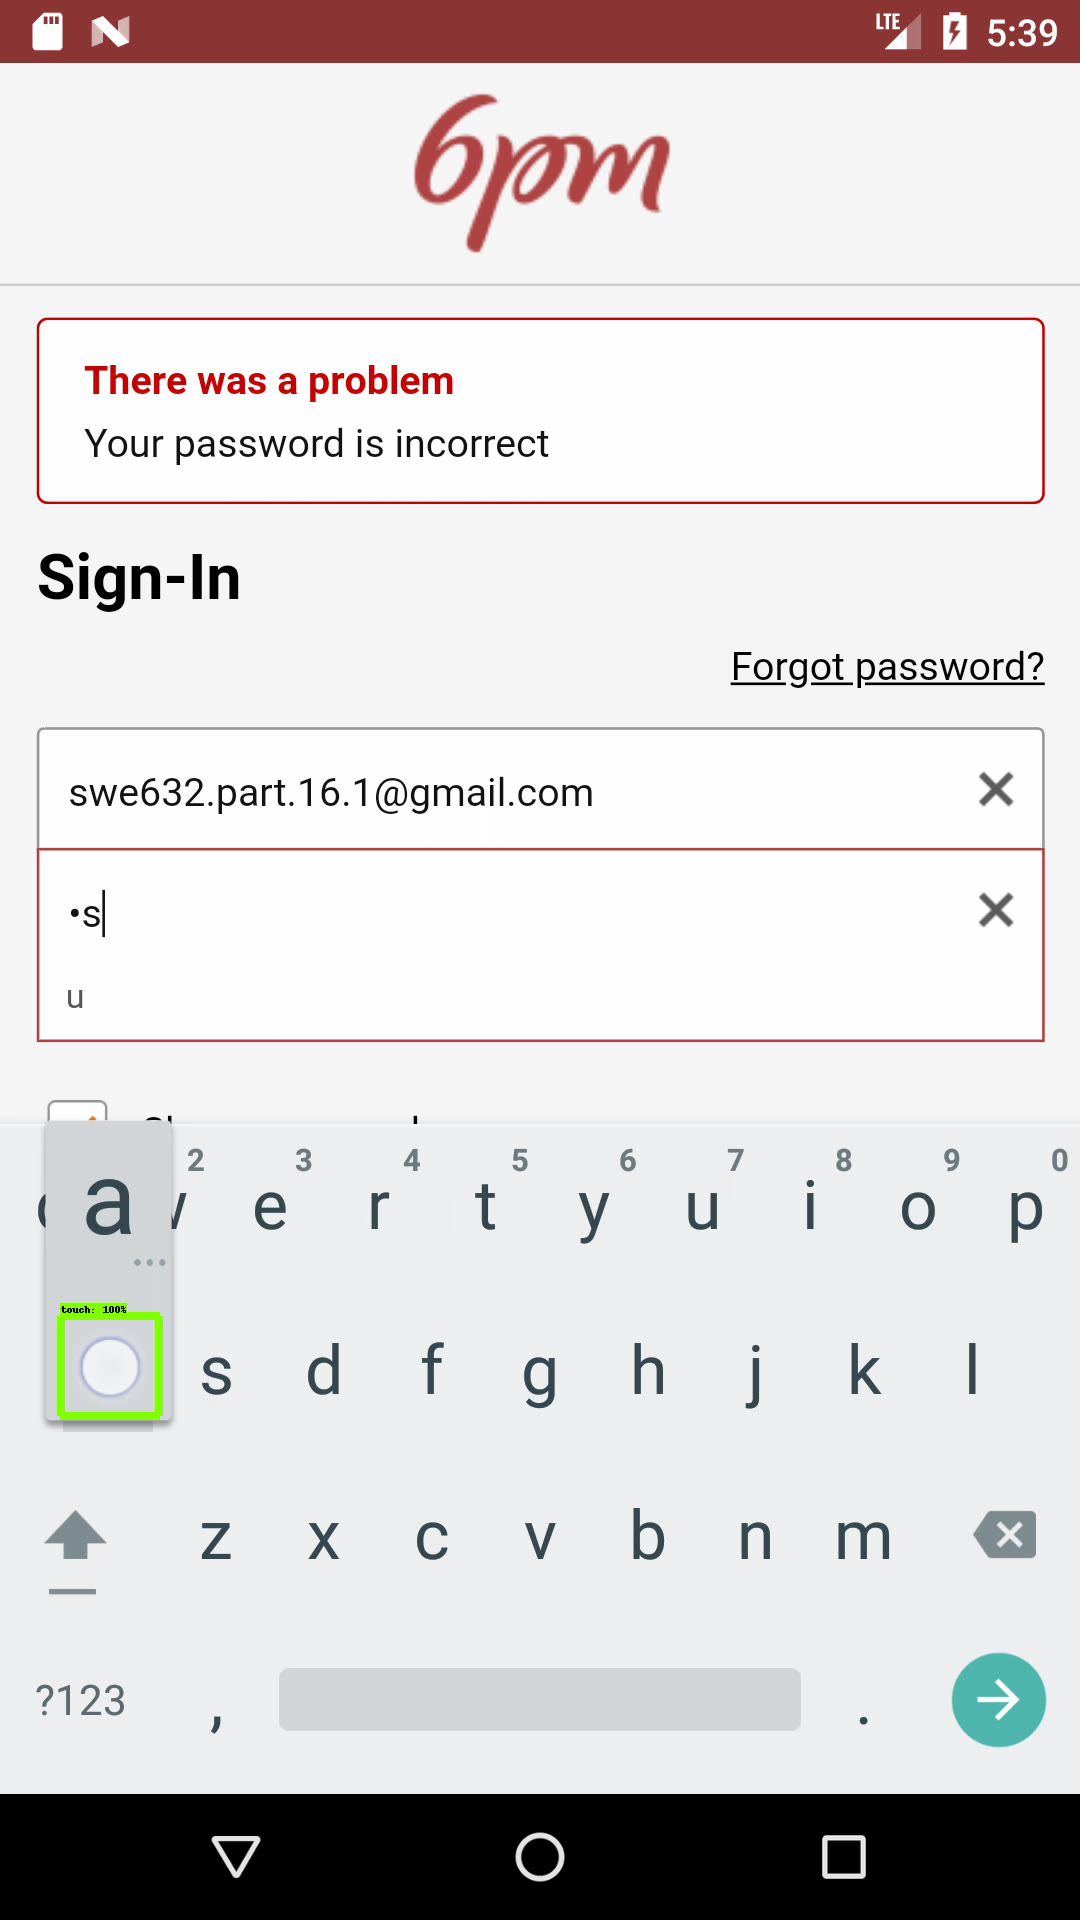 LTE 5:39
6pm
There was a problem
Your password is incorrect
Sign-In
Forgot password?
swe632.part.16.1@gmail.com
•s
u
a
2 3 4 5 6 7 8 9 0
e r t y u i o p
touch: 100%
s d f g h j k l
z x c v b n m
?123 , .